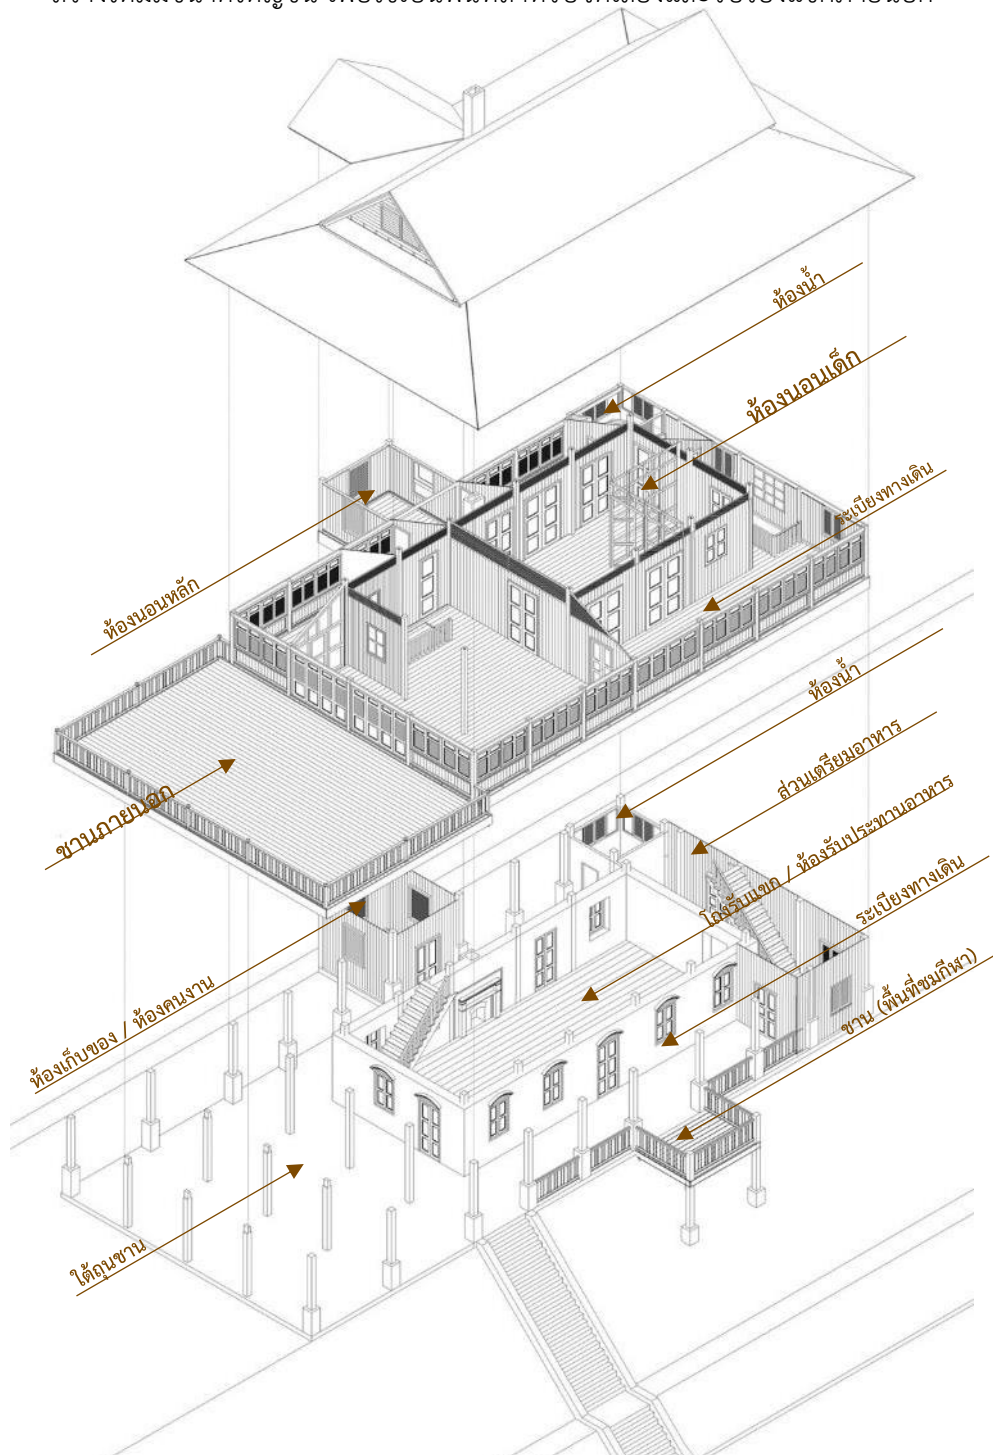 ห้องน้ำ
ห้องนอนเด็ก
ระเบียงทางเดิน
ห้องนอนหลัก
ห้องน้ำ
ส่วนเตรียมอาหาร
ชานภายนอก
โถงรับแขก / ห้องรับประทานอาหาร
ระเบียงทางเดิน
ชาน (พื้นที่ชมกีฬา)
ห้องเก็บของ / ห้องคนงาน
ใต้ถุนชาน